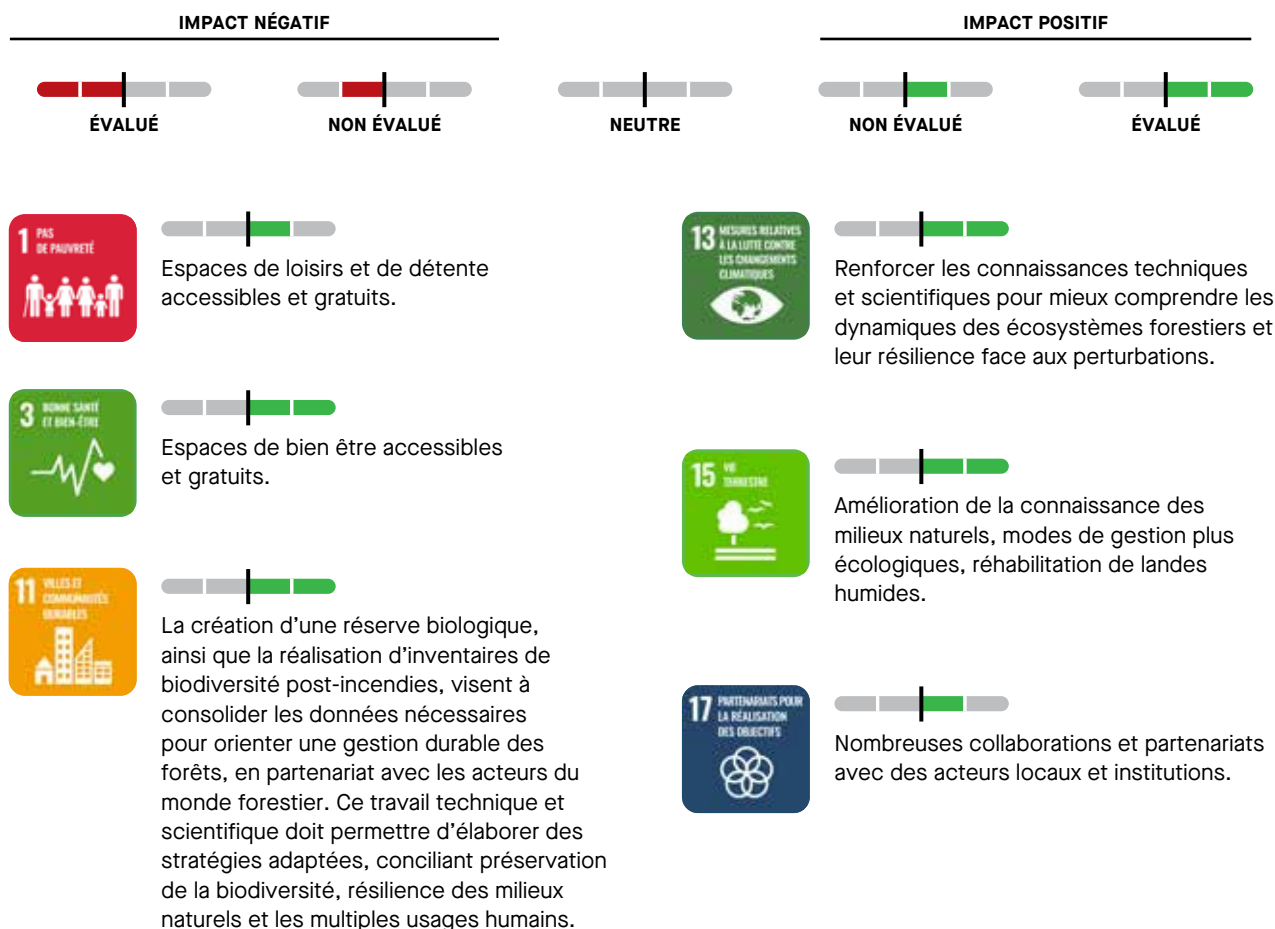 IMPACT NÉGATIF
IMPACT POSITIF
ÉVALUÉ
NON ÉVALUÉ
NEUTRE
NON ÉVALUÉ
ÉVALUÉ
1 PAS
DE PAUVRETÉ
Espaces de loisirs et de détente
accessibles et gratuits.
3 BONNE SANTÉ
ET BIEN-ÊTRE
Espaces de bien être accessibles
et gratuits.
11 VILLES ET
COMMUNAUTÉS
DURABLES
La création d’une réserve biologique,
ainsi que la réalisation d’inventaires de
biodiversité post-incendies, visent à
consolider les données nécessaires
pour orienter une gestion durable des
forêts, en partenariat avec les acteurs du
monde forestier. Ce travail technique et
scientifique doit permettre d’élaborer des
stratégies adaptées, conciliant préservation
de la biodiversité, résilience des milieux
naturels et les multiples usages humains.
13 MESURES RELATIVES
À LA LUTTE CONTRE
LES CHANGEMENTS
CLIMATIQUES
Renforcer les connaissances techniques
et scientifiques pour mieux comprendre les
dynamiques des écosystèmes forestiers et
leur résilience face aux perturbations.
15 VIE
TERRESTRE
Amélioration de la connaissance des
milieux naturels, modes de gestion plus
écologiques, réhabilitation de landes
humides.
17 PARTENARIATS POUR
LA RÉALISATION
DES OBJECTIFS
Nombreuses collaborations et partenariats
avec des acteurs locaux et institutions.